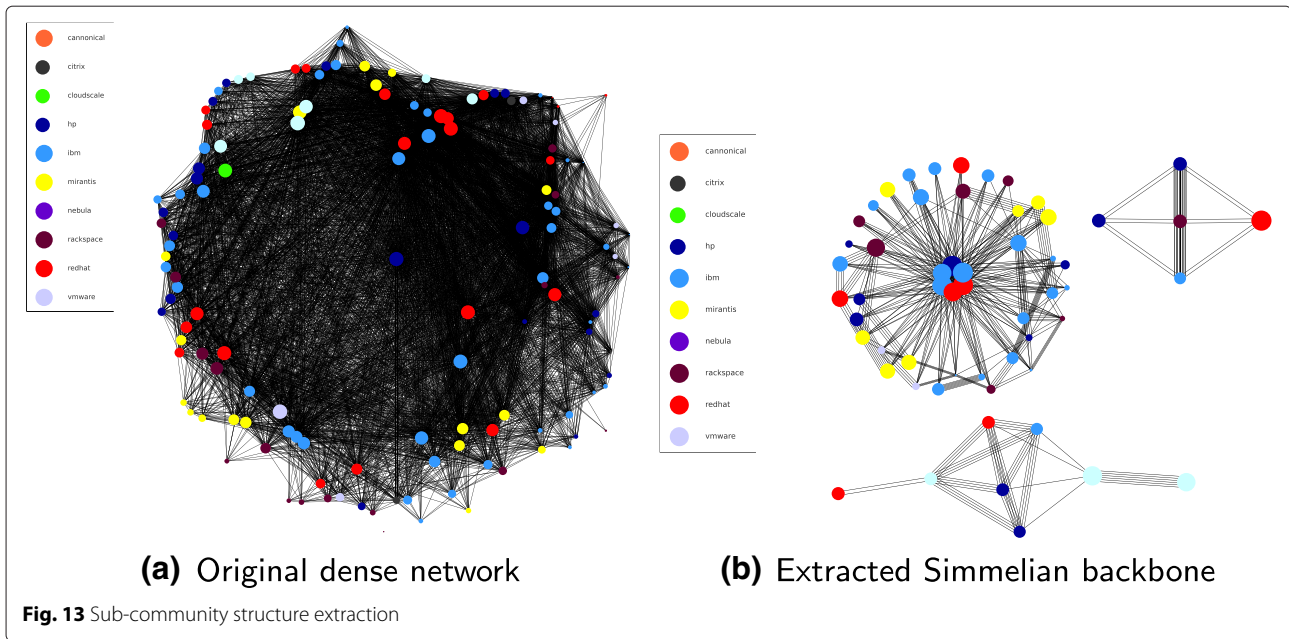 cannonical
citrix
cloudscale
hp
ibm
mirantis
nebula
rackspace
redhat
vmware
cannonical
citrix
cloudscale
hp
ibm
mirantis
nebula
rackspace
redhat
vmware
(a) Original dense network
(b) Extracted Simmelian backbone
Fig. 13 Sub-community structure extraction